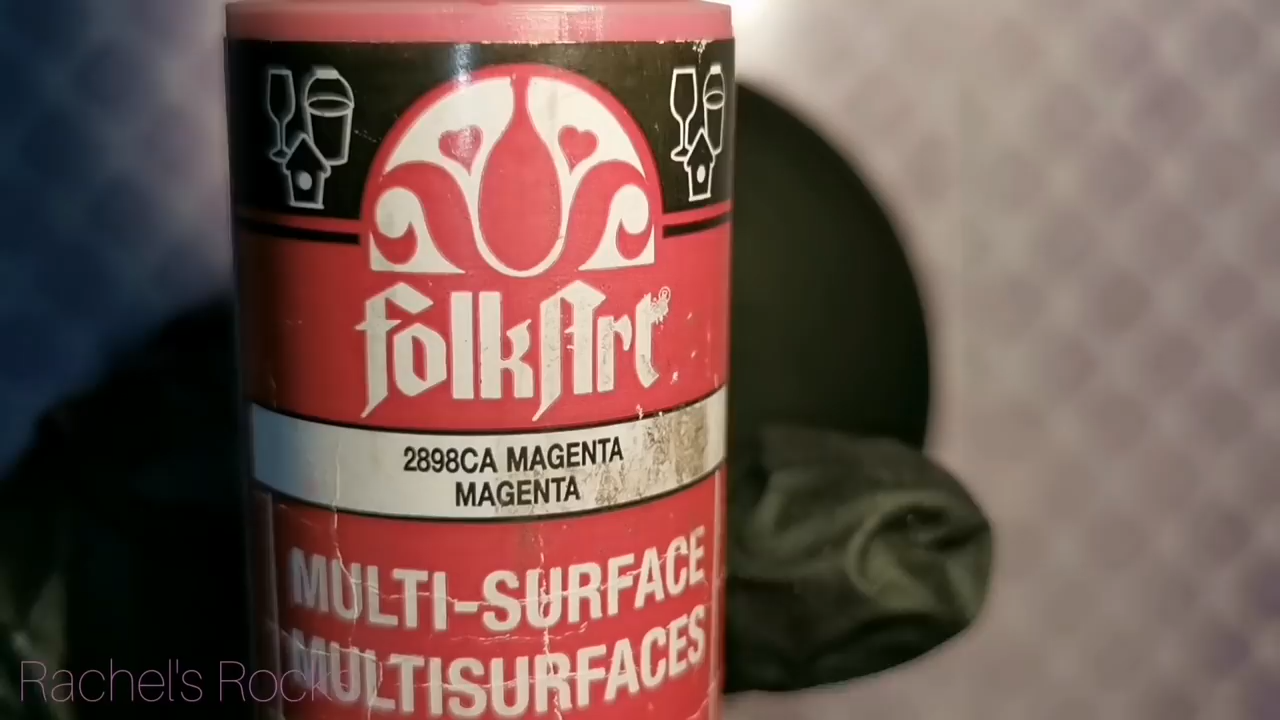 folkArt®
2898CA MAGENTA
MAGENTA
MULTI-SURFACE
MULTISURFACES
Rachel's Rocks